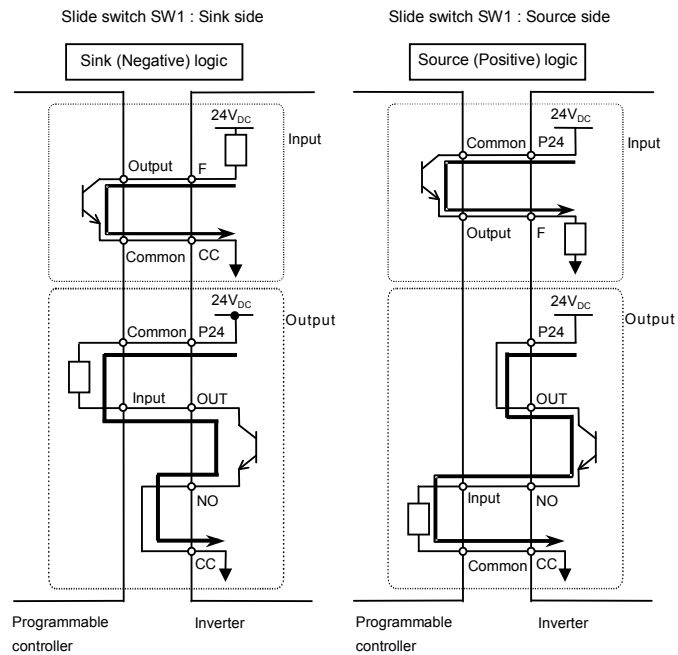 Slide switch SW1 : Sink side
Sink (Negative) logic
24VDC
Input
Output F
Common CC
24VDC
Output
Common P24
Input OUT
NO
CC
Programmable
controller
Inverter
Slide switch SW1 : Source side
Source (Positive) logic
24VDC
Common P24
Input
Output F
24VDC
Output
P24
OUT
Input NO
Common CC
Programmable
controller
Inverter